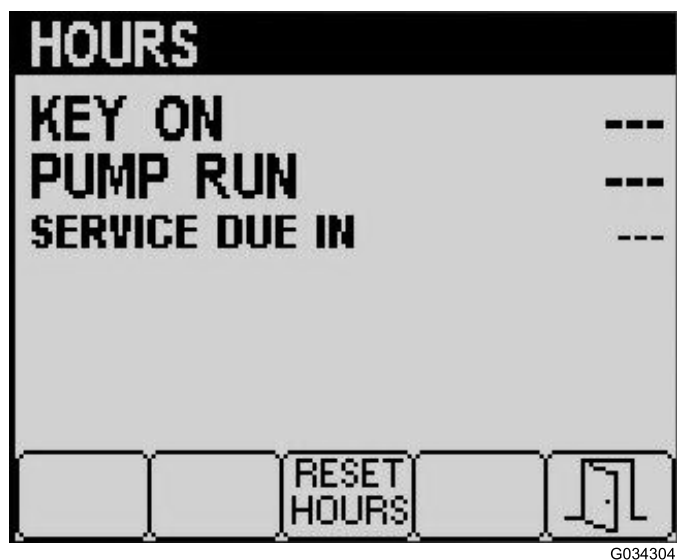 HOURS
KEY ON ---
PUMP RUN ---
SERVICE DUE IN ---
RESET
HOURS
G034304